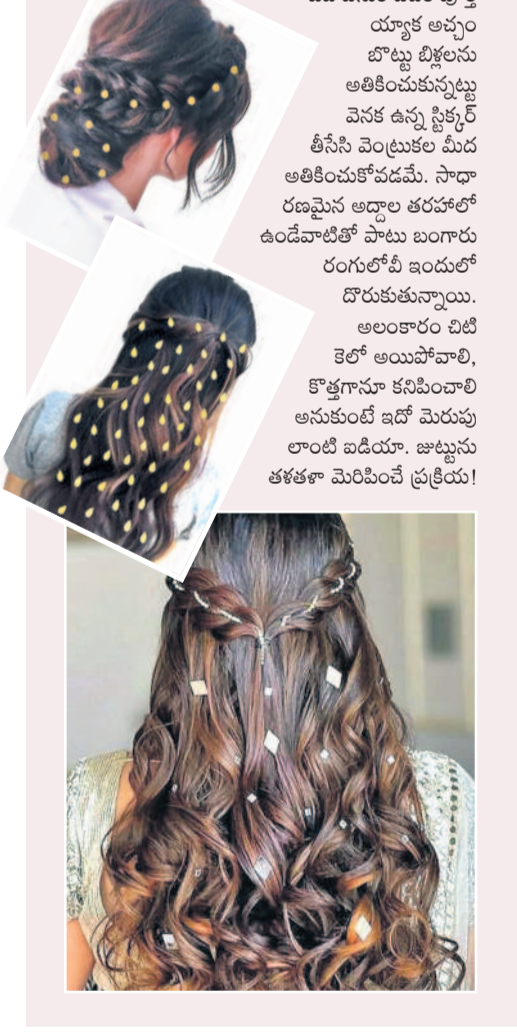 య్యాక అచ్చం
బొట్టు బిళ్లలను
అతికించుకున్నట్టు
వెనక ఉన్న స్టిక్కర్
తీసేసి వెంట్రుకల మీద
అతికించుకోవడమే. సాధా
రణమైన అద్దాల తరహాలో
ఉండేవాటితో పాటు బంగారు
రంగులోవీ ఇందులో
దొరుకుతున్నాయి.
అలంకారం చిటి
కెలో అయిపోవాలి,
కొత్తగానూ కనిపించాలి
అనుకుంటే ఇదో మెరుపు
లాంటి ఐడియా. జుట్టును
తళతళా మెరిపించే ప్రక్రియ!